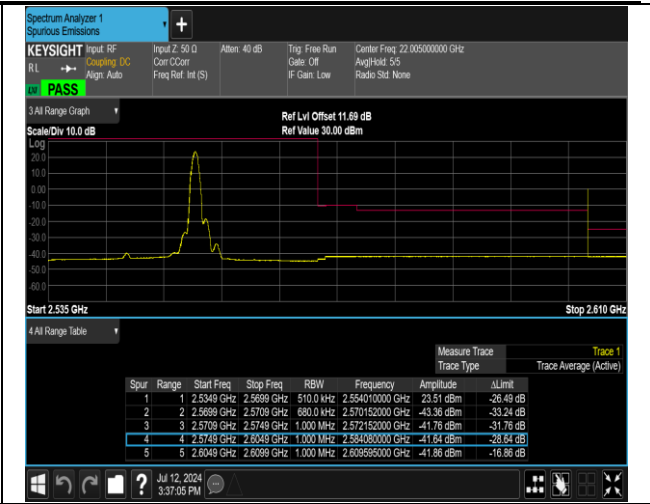 Spectrum Analyzer 1
Spurious Emissions
+
KEYSIGHT Input: RF Input Z: 50 Ω Atten: 40 dB Trig: Free Run Center Freq: 22.005000000 GHz
RL Coupling: DC Corr CCorr Gate: Off Avg|Hold: 5/5
Align: Auto Freq Ref: Int (S) IF Gain: Low Radio Std: None
PASS
3 All Range Graph
Ref Lvl Offset 11.69 dB
Scale/Div 10.0 dB Ref Value 30.00 dBm
Log
20.0
10.0
0.00
-10.0
-20.0
-30.0
-40.0
-50.0
-60.0
Start 2.535 GHz Stop 2.610 GHz
4 All Range Table
Measure Trace Trace 1
Trace Type Trace Average (Active)
Spur Range Start Freq Stop Freq RBW Frequency Amplitude ΔLimit
1 1 2.5349 GHz 2.5699 GHz 510.0 kHz 2.554010000 GHz 23.51 dBm -26.49 dB
2 2 2.5699 GHz 2.5709 GHz 680.0 kHz 2.570152000 GHz -43.36 dBm -33.24 dB
3 3 2.5709 GHz 2.5749 GHz 1.000 MHz 2.572152000 GHz -41.76 dBm -31.76 dB
4 4 2.5749 GHz 2.6049 GHz 1.000 MHz 2.584080000 GHz -41.64 dBm -28.64 dB
5 5 2.6049 GHz 2.6099 GHz 1.000 MHz 2.609595000 GHz -41.86 dBm -16.86 dB
? Jul 12, 2024
3:37:05 PM